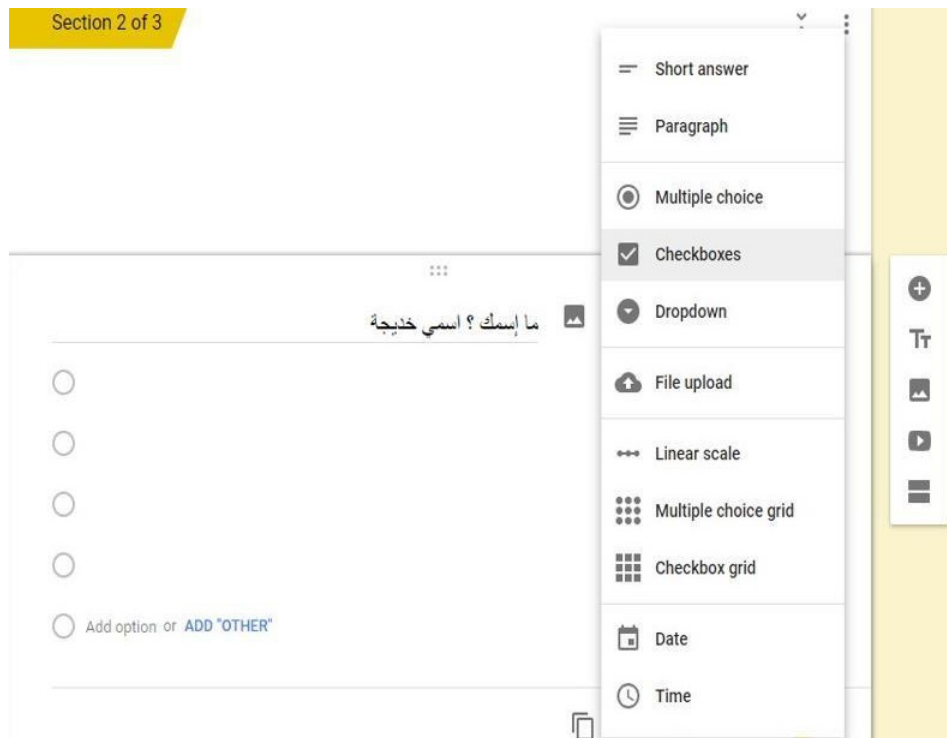 Section 2 of 3
Short answer
Paragraph
Multiple choice
Checkboxes
Dropdown
File upload
Linear scale
Multiple choice grid
Checkbox grid
Date
Time
ما إسمك ؟ اسمي خديجة
Add option or ADD "OTHER"
Tт